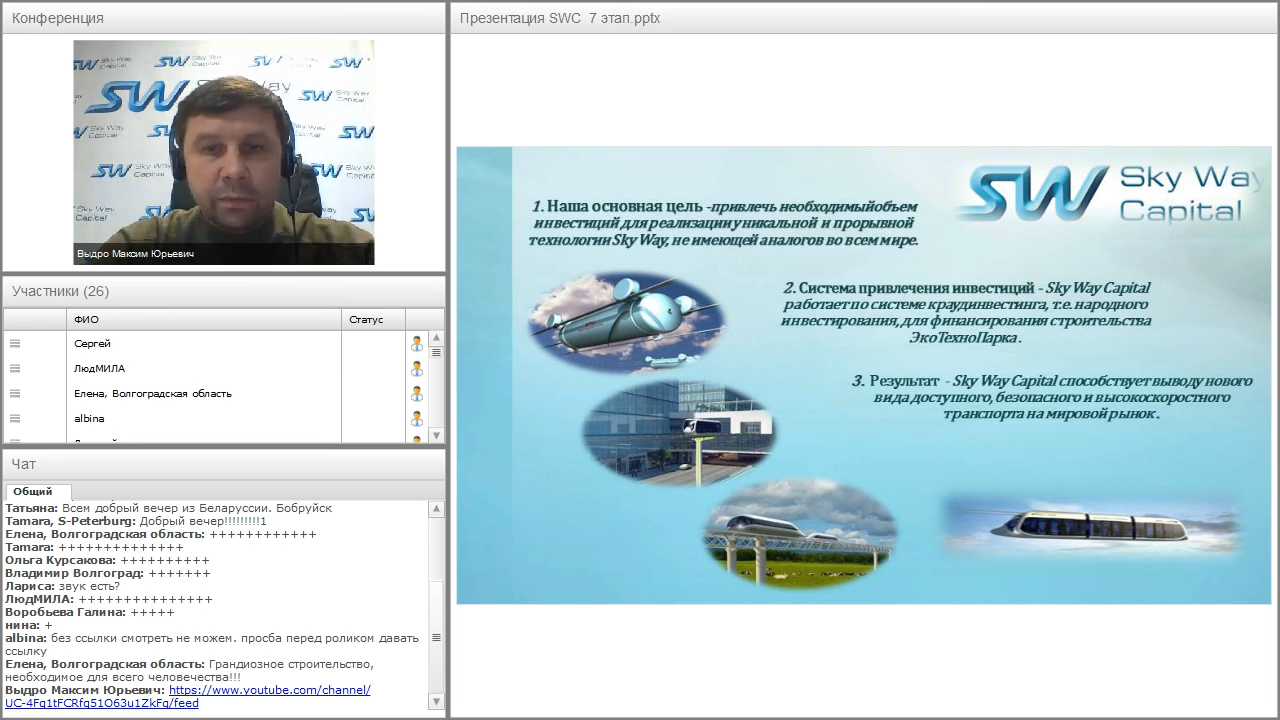 Конференция
Sky Way
Capital
Выдро Максим Юрьевич
Участники (26)
ФИО
Статус
Сергей
ЛюдМИЛА
Елена, Волгоградская область
albina
Чат
Общий
Татьяна: Всем добрый вечер из Беларуссии. Бобруйск
Tamara, S-Peterburg: Добрый вечер!!!!!!!!!1
Елена, Волгоградская область: ++++++++++++
Tamara: ++++++++++++++
Ольга Курсакова: ++++++++++
Владимир Волгоград: +++++++
Лариса: звук есть?
ЛюдМИЛА: +++++++++++++++
Воробьева Галина: +++++
нина: +
albina: без ссылки смотреть не можем. просба перед роликом давать
ссылку
Елена, Волгоградская область: Грандиозное строительство,
необходимое для всего человечества!!!
Выдро Максим Юрьевич: https://www.youtube.com/channel/
UC-4Fg1tFCRfg51O63u1ZkFg/feed
Презентация SWC 7 этап.pptx
SW Sky Way
Capital
1. Наша основная цель -привлечь необходимыйобъем
инвестиций для реализации уникальной и прорывной
технологии Sky Way, не имеющей аналогов во всем мире.
2. Система привлечения инвестиций - Sky Way Capital
работает по системе краудинвестинга, т.е. народного
инвестирования, для финансирования строительства
ЭкоТехноПарка .
3. Результат - Sky Way Capital способствует выводу нового
вида доступного, безопасного и высокоскоростного
транспорта на мировой рынок .